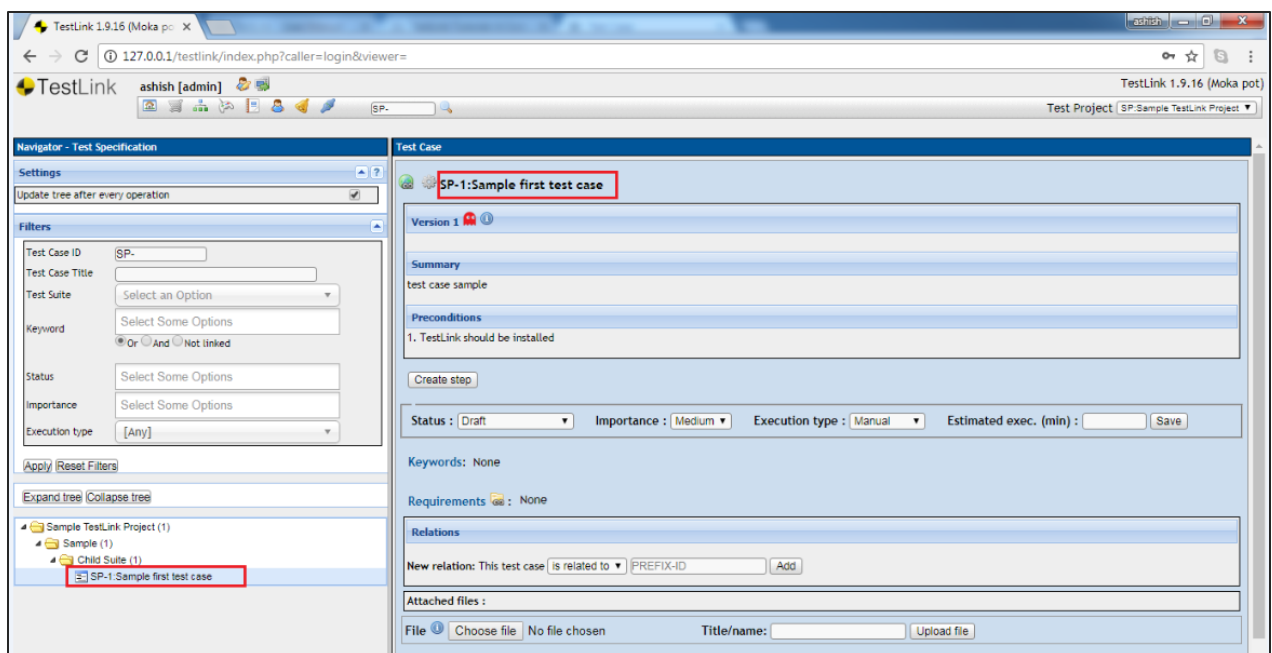 TestLink 1.9.16 (Moka po
ashish
127.0.0.1/testlink/index.php?caller=login&viewer=
TestLink
ashish [admin]
TestLink 1.9.16 (Moka pot)
SP-
Test Project SP:Sample TestLink Project
Navigator - Test Specification
Settings
?
Update tree after every operation
Filters
Test Case ID SP-
Test Case Title
Test Suite Select an Option
Keyword Select Some Options
Or And Not linked
Status Select Some Options
Importance Select Some Options
Execution type [Any]
Apply Reset Filters
Expand tree Collapse tree
Sample TestLink Project (1)
Sample (1)
Child Suite (1)
SP-1:Sample first test case
Test Case
SP-1:Sample first test case
Version 1
Summary
test case sample
Preconditions
1. TestLink should be installed
Create step
Status : Draft Importance : Medium Execution type : Manual Estimated exec. (min) : Save
Keywords: None
Requirements : None
Relations
New relation: This test case is related to PREFIX-ID Add
Attached files :
File Choose file No file chosen Title/name: Upload file